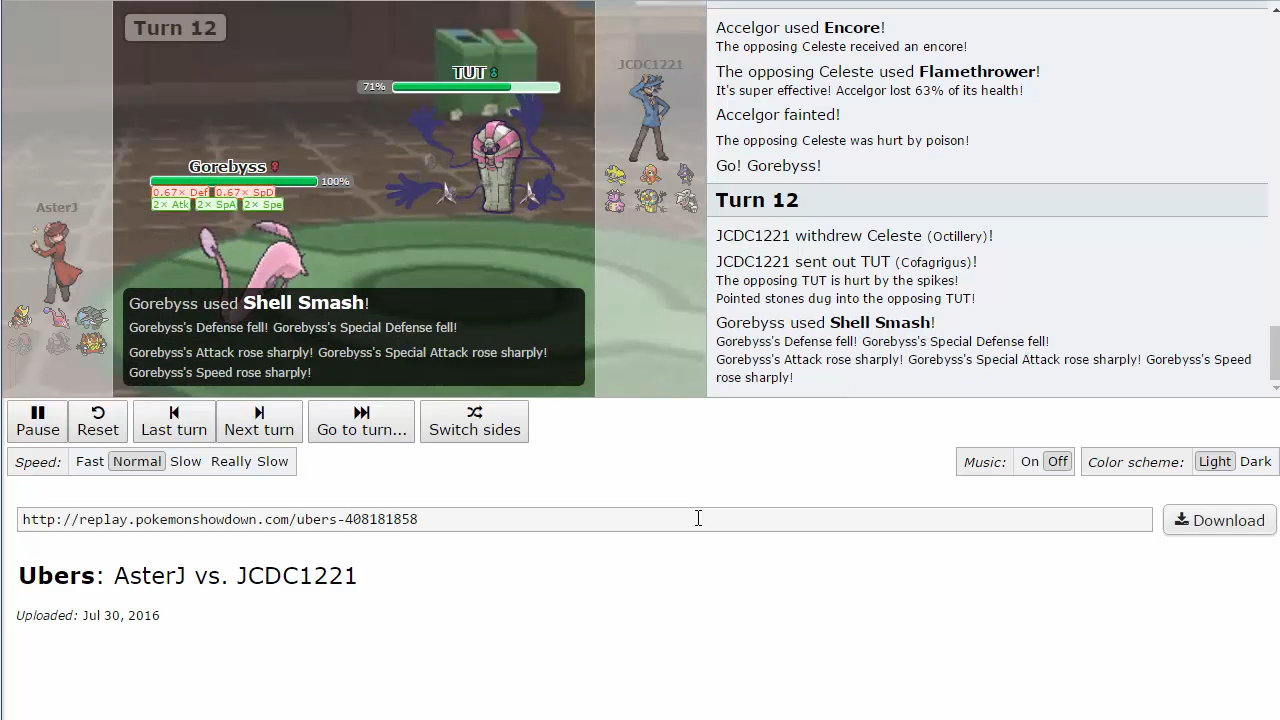 Turn 12
TUT
71%
JCDC1221
Gorebyss
100%
0.67× Def 0.67× SpD
2× Atk 2× SpA 2× Spe
AsterJ
Gorebyss used Shell Smash!
Gorebyss's Defense fell! Gorebyss's Special Defense fell!
Gorebyss's Attack rose sharply! Gorebyss's Special Attack rose sharply!
Gorebyss's Speed rose sharply!
Accelgor used Encore!
The opposing Celeste received an encore!
The opposing Celeste used Flamethrower!
It's super effective! Accelgor lost 63% of its health!
Accelgor fainted!
The opposing Celeste was hurt by poison!
Go! Gorebyss!
Turn 12
JCDC1221 withdrew Celeste (Octillery)!
JCDC1221 sent out TUT (Cofagrigus)!
The opposing TUT is hurt by the spikes!
Pointed stones dug into the opposing TUT!
Gorebyss used Shell Smash!
Gorebyss's Defense fell! Gorebyss's Special Defense fell!
Gorebyss's Attack rose sharply! Gorebyss's Special Attack rose sharply! Gorebyss's Speed
rose sharply!
Pause Reset Last turn Next turn Go to turn... Switch sides
Speed: Fast Normal Slow Really Slow Music: On Off Color scheme: Light Dark
http://replay.pokemonshowdown.com/ubers-408181858 Download
Ubers: AsterJ vs. JCDC1221
Uploaded: Jul 30, 2016